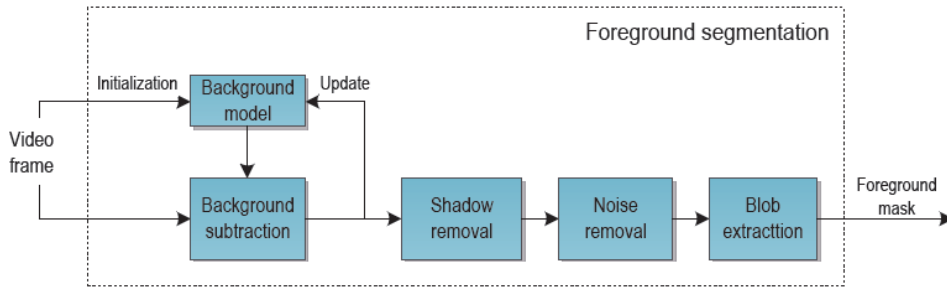 Foreground segmentation
Initialization
Background
model
Update
Video
frame
Background
subtraction
Shadow
removal
Noise
removal
Blob
extracttion
Foreground
mask